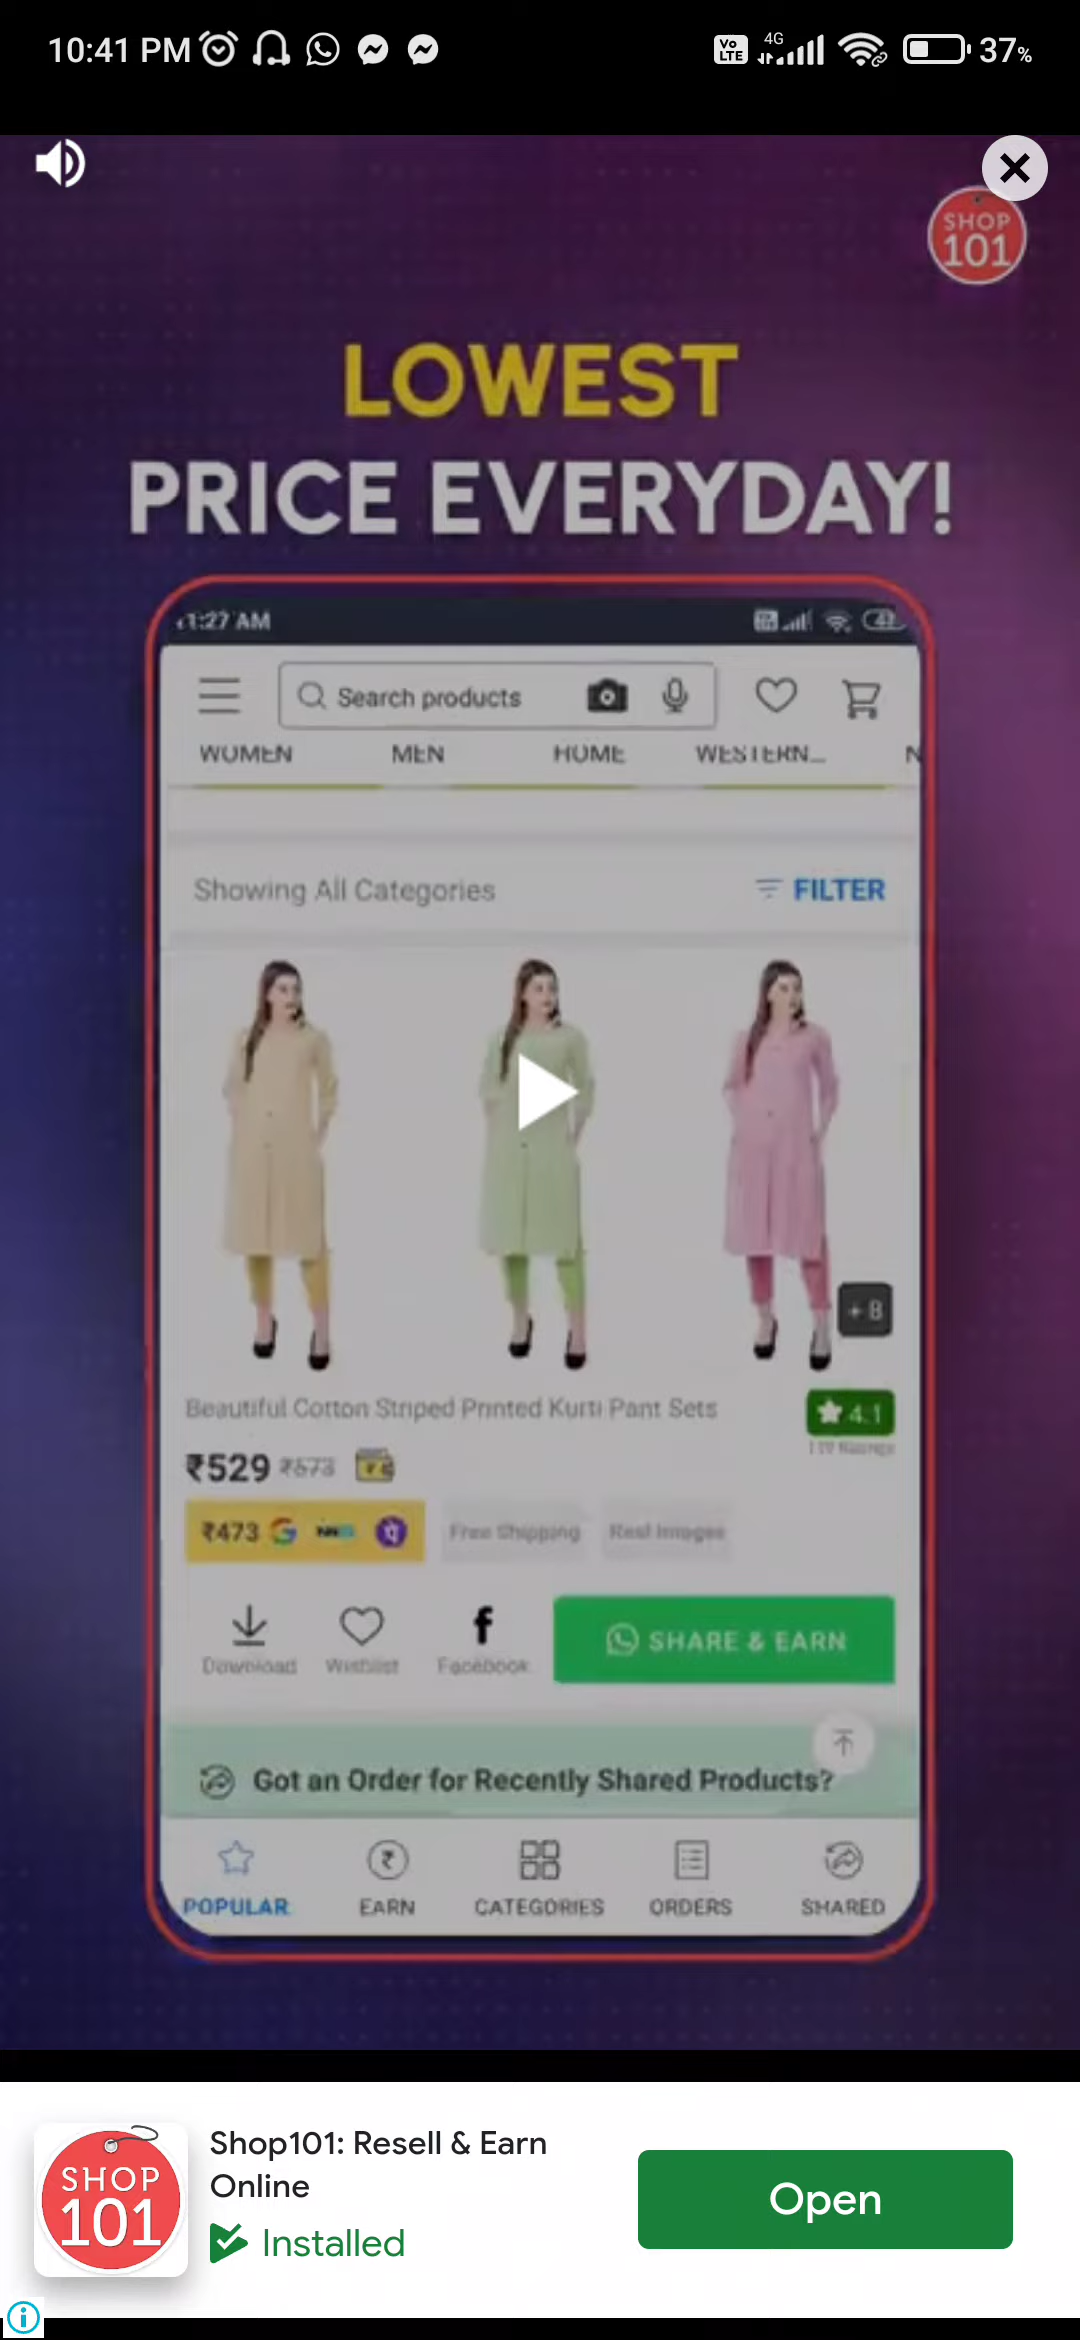 10:41 PM
Vo LTE 4G 37%
SHOP
101
LOWEST
PRICE EVERYDAY!
1:27 AM
Search products
WOMEN MEN HOME WESTERN... N
Showing All Categories FILTER
+8
Beautiful Cotton Striped Printed Kurti Pant Sets
4.1
₹529 ₹573
₹473 Free Shipping Real Images
SHARE & EARN
Download Wishlist Facebook
Got an Order for Recently Shared Products?
POPULAR EARN CATEGORIES ORDERS SHARED
SHOP
101
Shop101: Resell & Earn
Online
Installed
Open